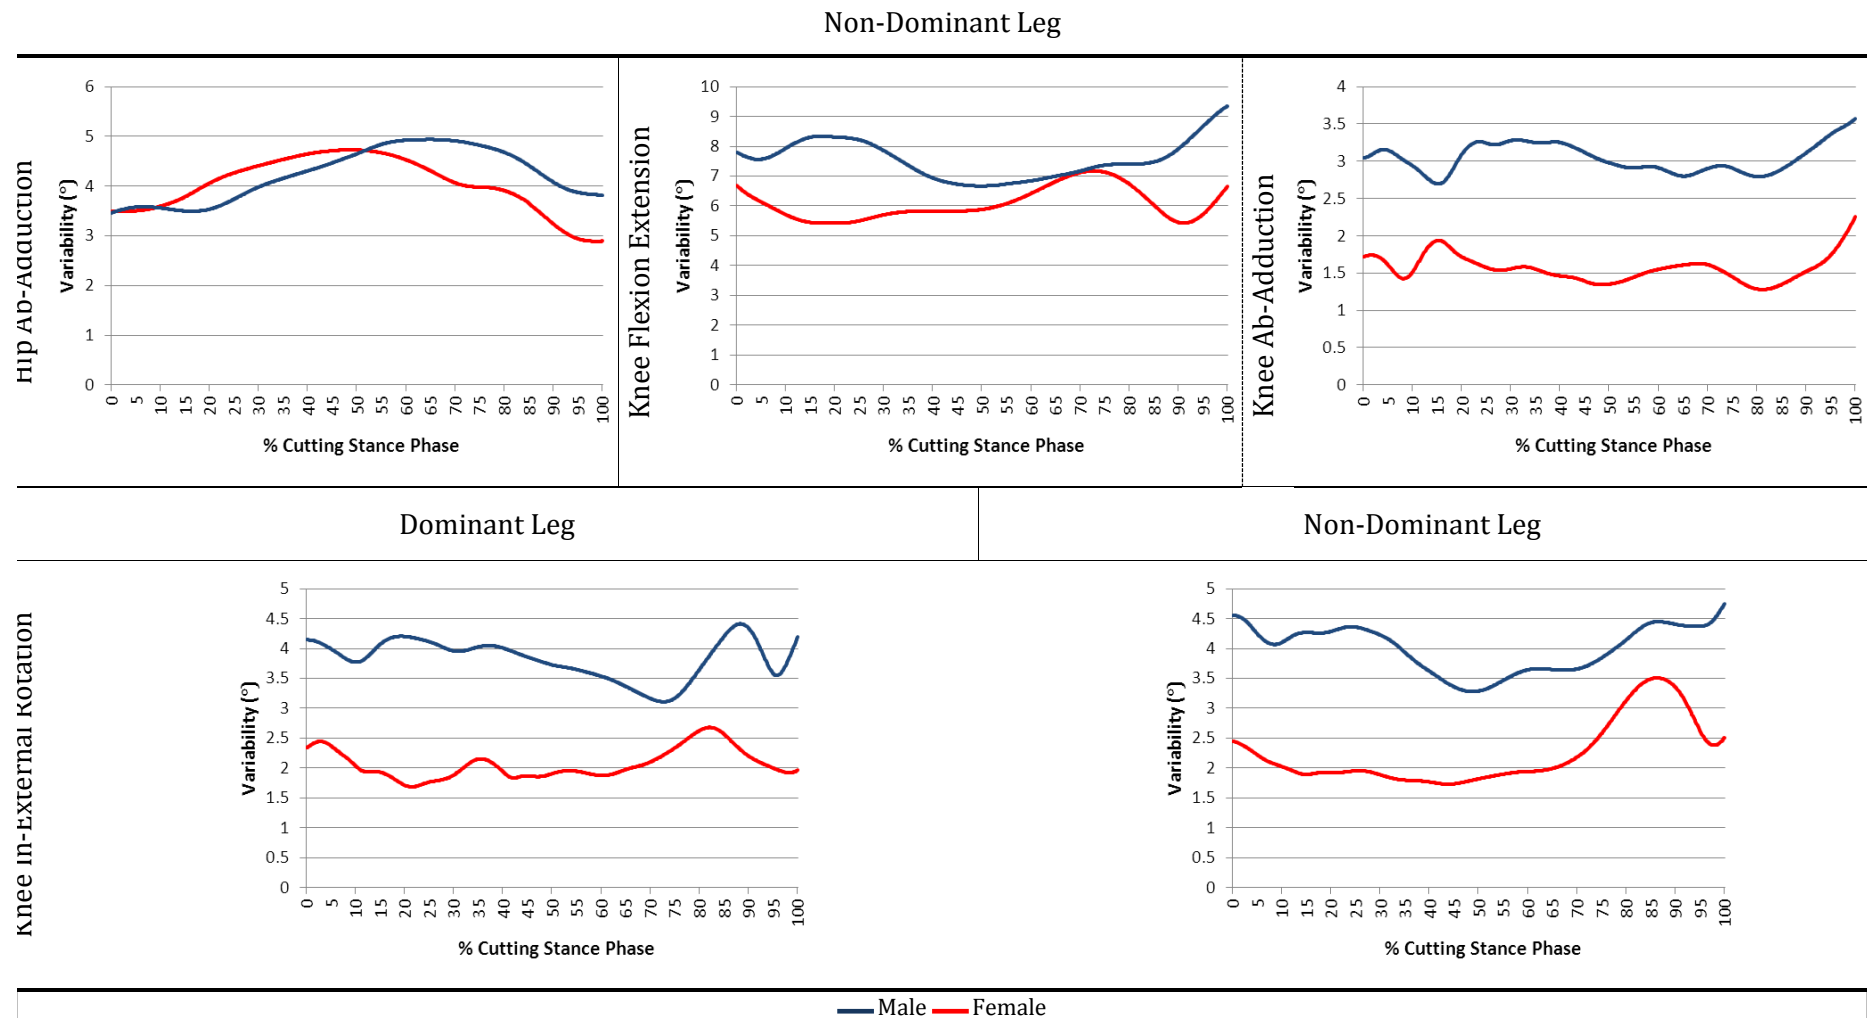 Non-Dominant Leg
Hip Ab-Adduction
Variability (°)
6
5
4
3
2
1
0
0 5 10 15 20 25 30 35 40 45 50 55 60 65 70 75 80 85 90 95 100
% Cutting Stance Phase
Knee Flexion Extension
Variability (°)
10
9
8
7
6
5
4
3
2
1
0
0 5 10 15 20 25 30 35 40 45 50 55 60 65 70 75 80 85 90 95 100
% Cutting Stance Phase
Knee Ab-Adduction
Variability (°)
4
3.5
3
2.5
2
1.5
1
0.5
0
0 5 10 15 20 25 30 35 40 45 50 55 60 65 70 75 80 85 90 95 100
% Cutting Stance Phase
Dominant Leg
Non-Dominant Leg
Knee In-External Rotation
Variability (°)
5
4.5
4
3.5
3
2.5
2
1.5
1
0.5
0
0 5 10 15 20 25 30 35 40 45 50 55 60 65 70 75 80 85 90 95 100
% Cutting Stance Phase
Variability (°)
5
4.5
4
3.5
3
2.5
2
1.5
1
0.5
0
0 5 10 15 20 25 30 35 40 45 50 55 60 65 70 75 80 85 90 95 100
% Cutting Stance Phase
Male Female